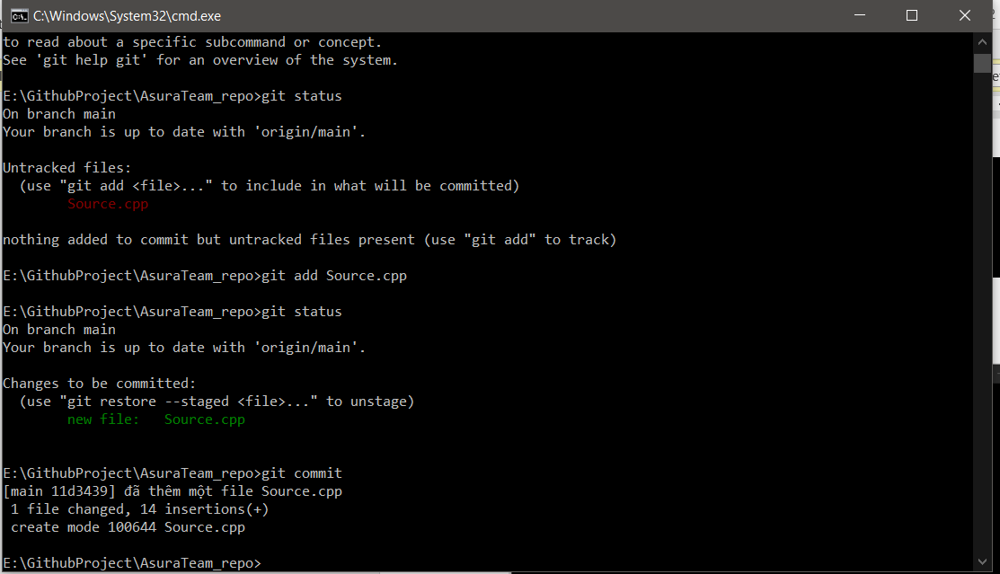 C:\Windows\System32\cmd.exe
to read about a specific subcommand or concept.
See 'git help git' for an overview of the system.
E:\GithubProject\AsuraTeam_repo>git status
On branch main
Your branch is up to date with 'origin/main'.
Untracked files:
(use "git add <file>..." to include in what will be committed)
Source.cpp
nothing added to commit but untracked files present (use "git add" to track)
E:\GithubProject\AsuraTeam_repo>git add Source.cpp
E:\GithubProject\AsuraTeam_repo>git status
On branch main
Your branch is up to date with 'origin/main'.
Changes to be committed:
(use "git restore --staged <file>..." to unstage)
new file:   Source.cpp
E:\GithubProject\AsuraTeam_repo>git commit
[main 11d3439] đã thêm một file Source.cpp
1 file changed, 14 insertions(+)
create mode 100644 Source.cpp
E:\GithubProject\AsuraTeam_repo>